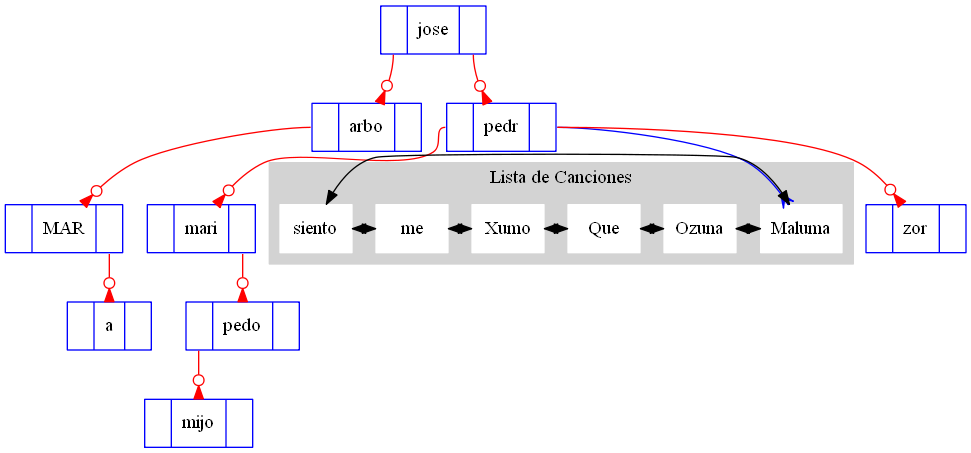 jose
arbo
pedr
Lista de Canciones
MAR
mari
siento
me
Xumo
Que
Ozuna
Maluma
zor
a
pedo
mijo